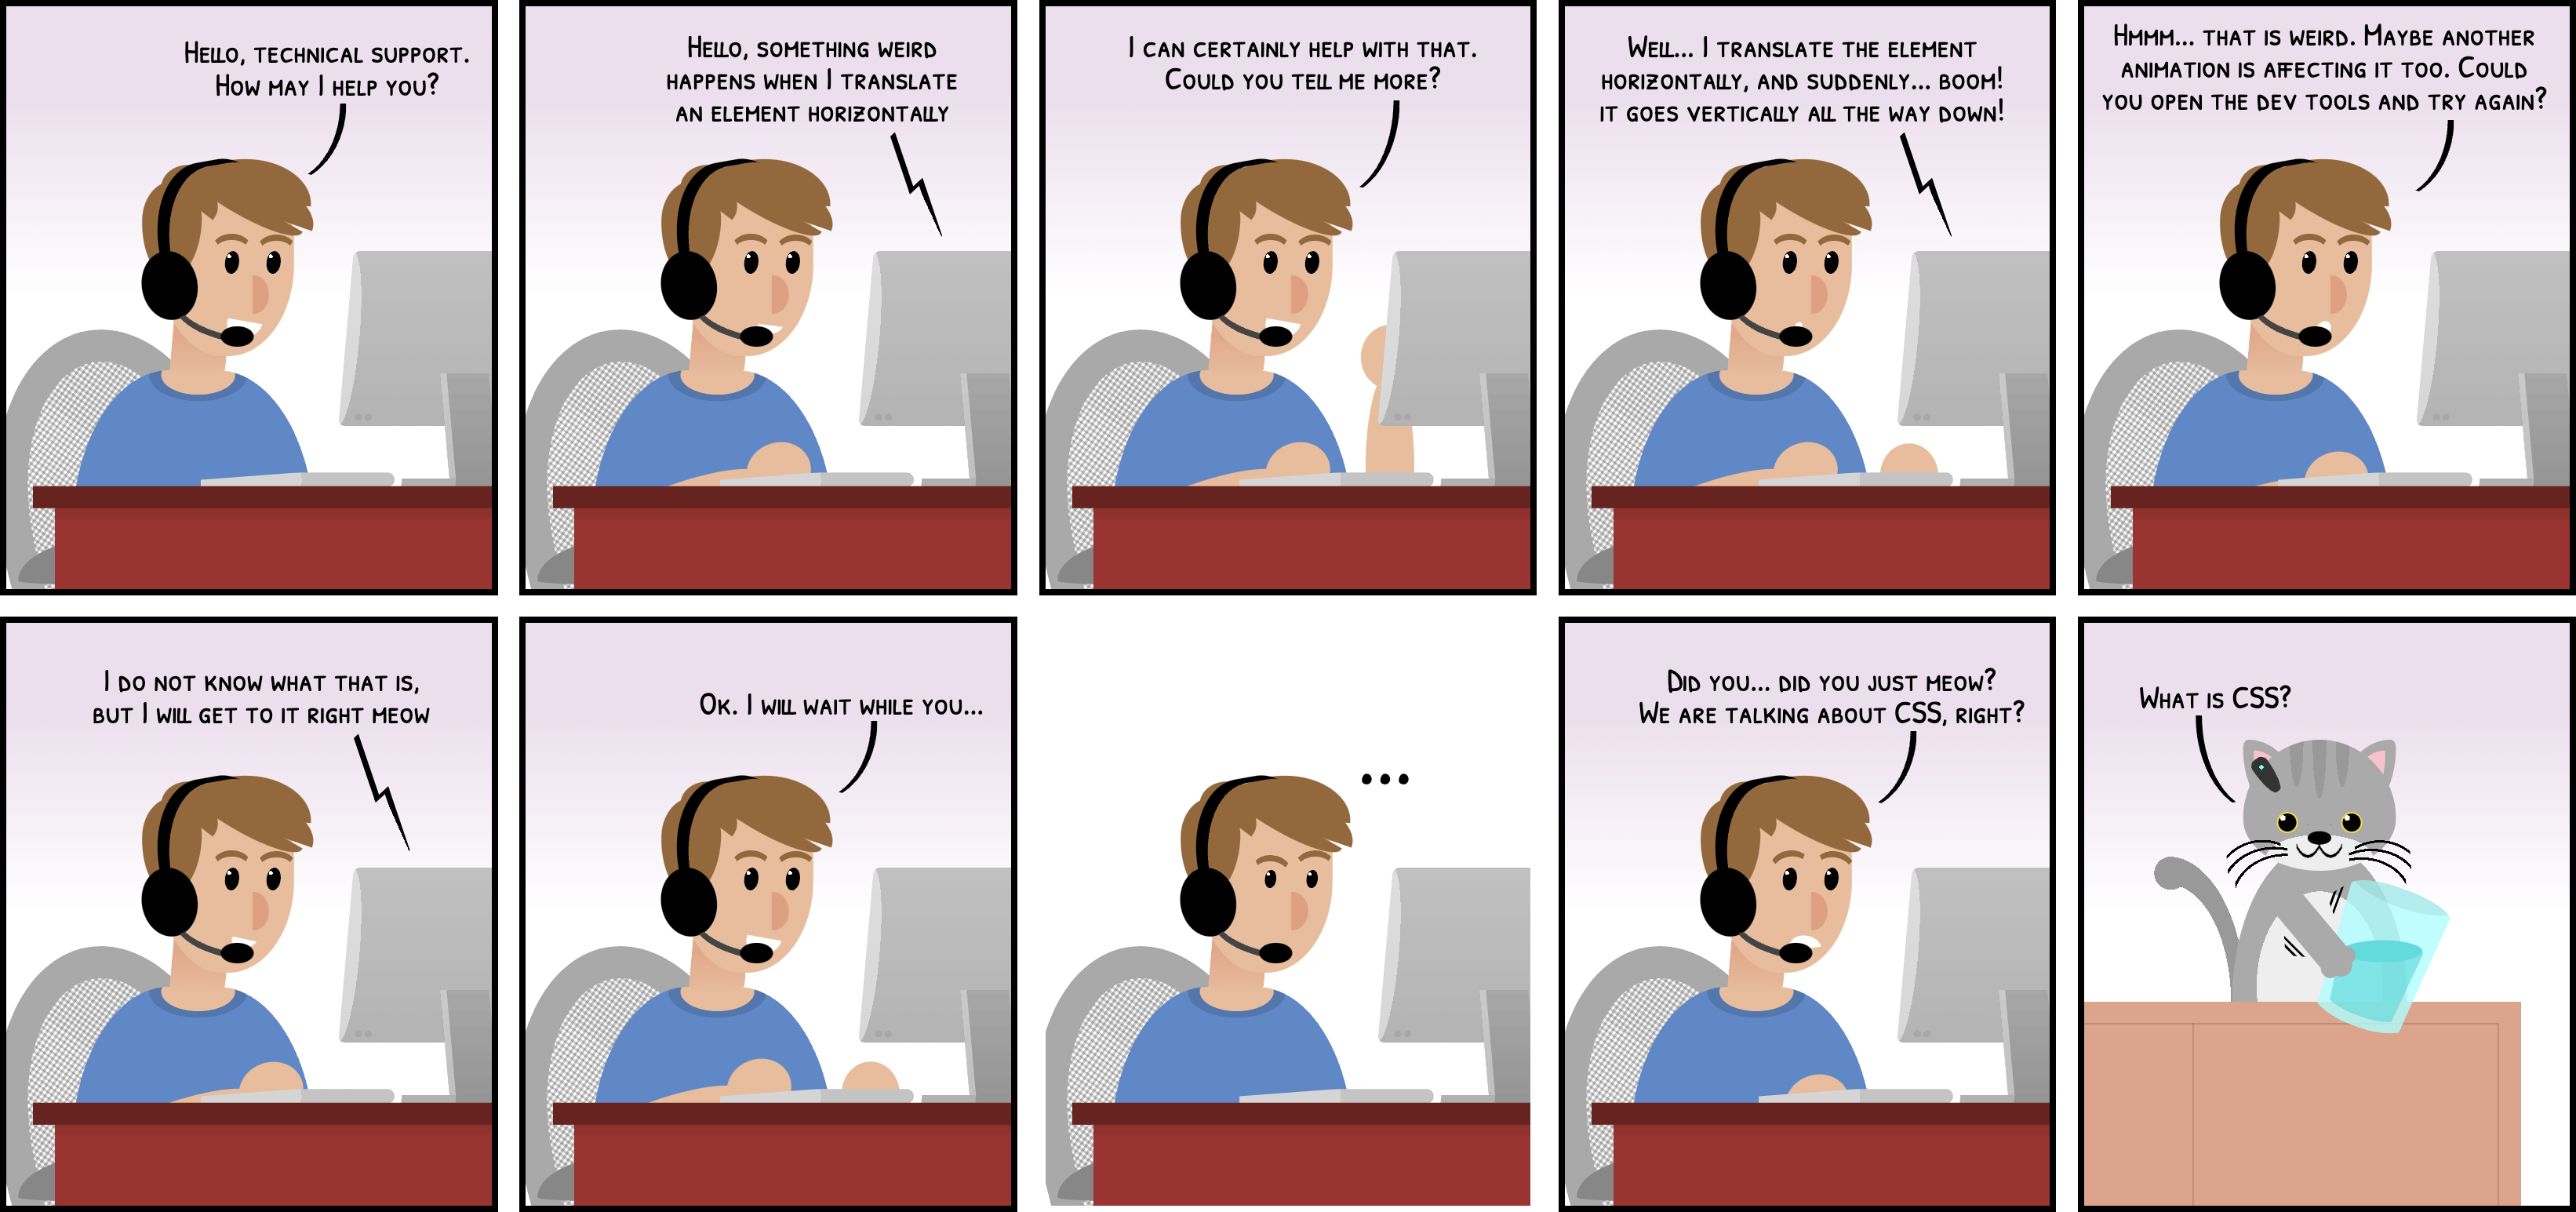 Hello, technical support.
How may I help you?
Hello, something weird
happens when I translate
an element horizontally
I can certainly help with that.
Could you tell me more?
Well... I translate the element
horizontally, and suddenly... boom!
it goes vertically all the way down!
Hmmm... that is weird. Maybe another
animation is affecting it too. Could
you open the dev tools and try again?
I do not know what that is,
but I will get to it right meow
Ok. I will wait while you...
...
Did you... did you just meow?
We are talking about CSS, right?
What is CSS?